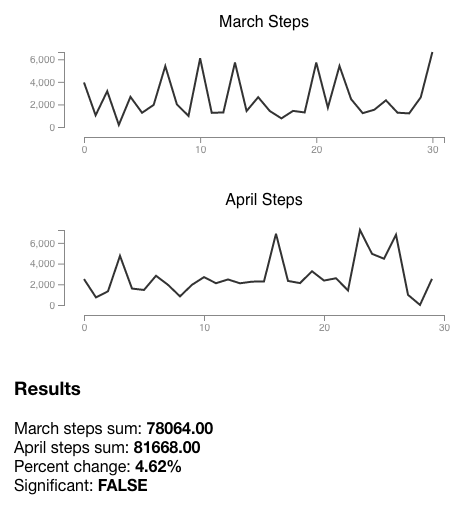 March Steps
6,000
4,000
2,000
0
0 10 20 30
April Steps
6,000
4,000
2,000
0
0 10 20 30
Results
March steps sum: 78064.00
April steps sum: 81668.00
Percent change: 4.62%
Significant: FALSE